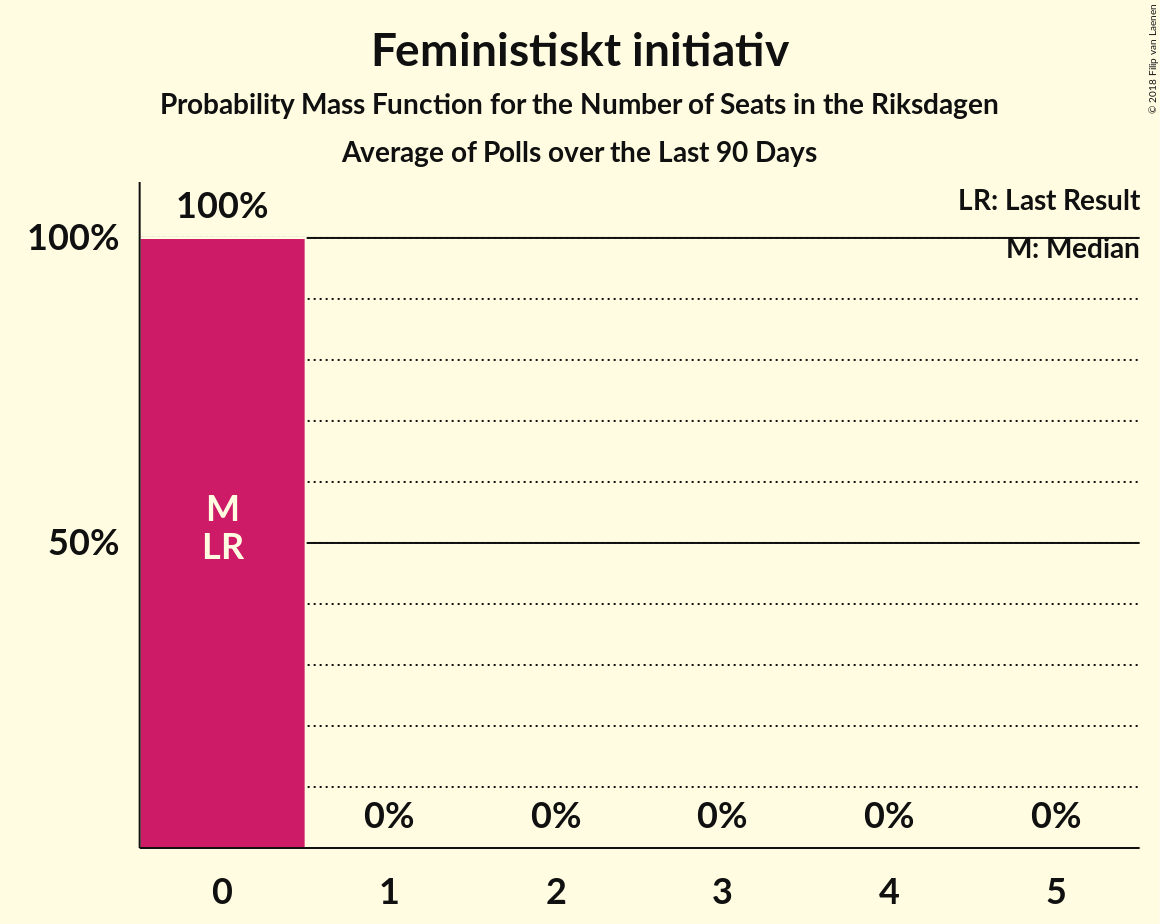 Feministiskt initiativ
Probability Mass Function for the Number of Seats in the Riksdagen
Average of Polls over the Last 90 Days
© 2018 Filip van Laenen
LR: Last Result
M: Median
100%
100%
50%
M
LR
0% 0% 0% 0% 0%
0 1 2 3 4 5